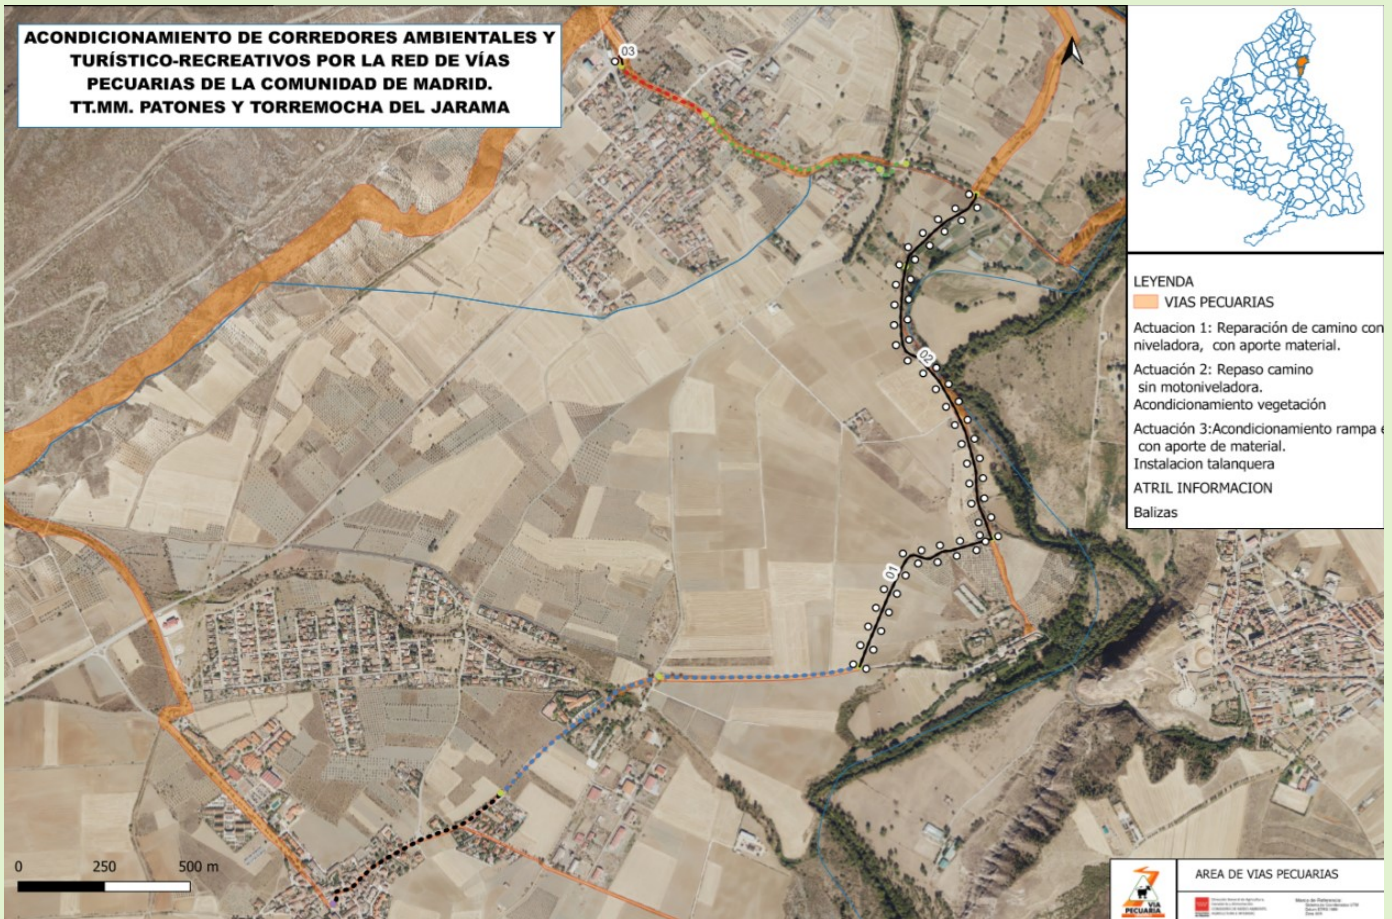 ACONDICIONAMIENTO DE CORREDORES AMBIENTALES Y
TURÍSTICO-RECREATIVOS POR LA RED DE VÍAS
PECUARIAS DE LA COMUNIDAD DE MADRID.
TT.MM. PATONES Y TORREMOCHA DEL JARAMA
03
02
01
LEYENDA
VIAS PECUARIAS
Actuacion 1: Reparación de camino con
niveladora, con aporte material.
Actuación 2: Repaso camino
sin motoniveladora.
Acondicionamiento vegetación
Actuación 3:Acondicionamiento rampa e
con aporte de material.
Instalacion talanquera
ATRIL INFORMACION
Balizas
0 250 500 m
VIA
PECUARIA
AREA DE VIAS PECUARIAS